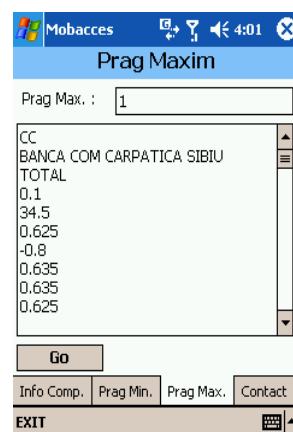 Mobacces 4:01
Prag Maxim
Prag Max. : 1
CC
BANCA COM CARPATICA SIBIU
TOTAL
0.1
34.5
0.625
-0.8
0.635
0.635
0.625
Go
Info Comp. Prag Min. Prag Max. Contact
EXIT